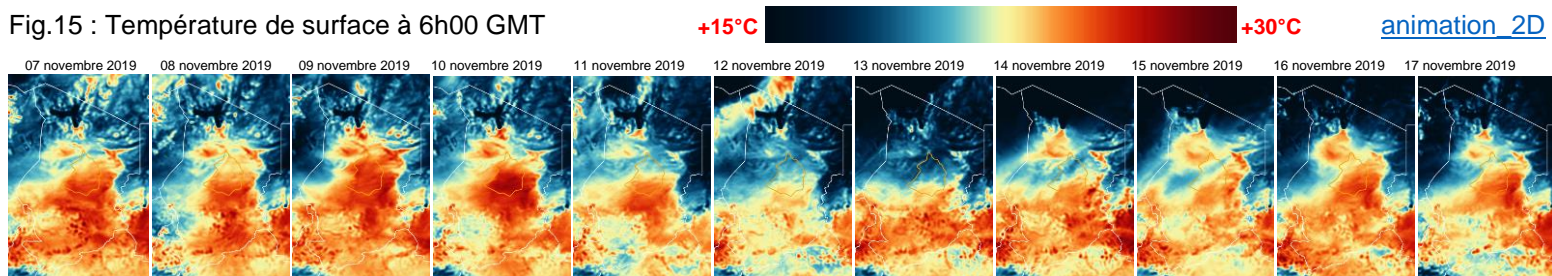 Fig.15 : Température de surface à 6h00 GMT +15°C +30°C animation_2D
07 novembre 2019 08 novembre 2019 09 novembre 2019 10 novembre 2019 11 novembre 2019 12 novembre 2019 13 novembre 2019 14 novembre 2019 15 novembre 2019 16 novembre 2019 17 novembre 2019